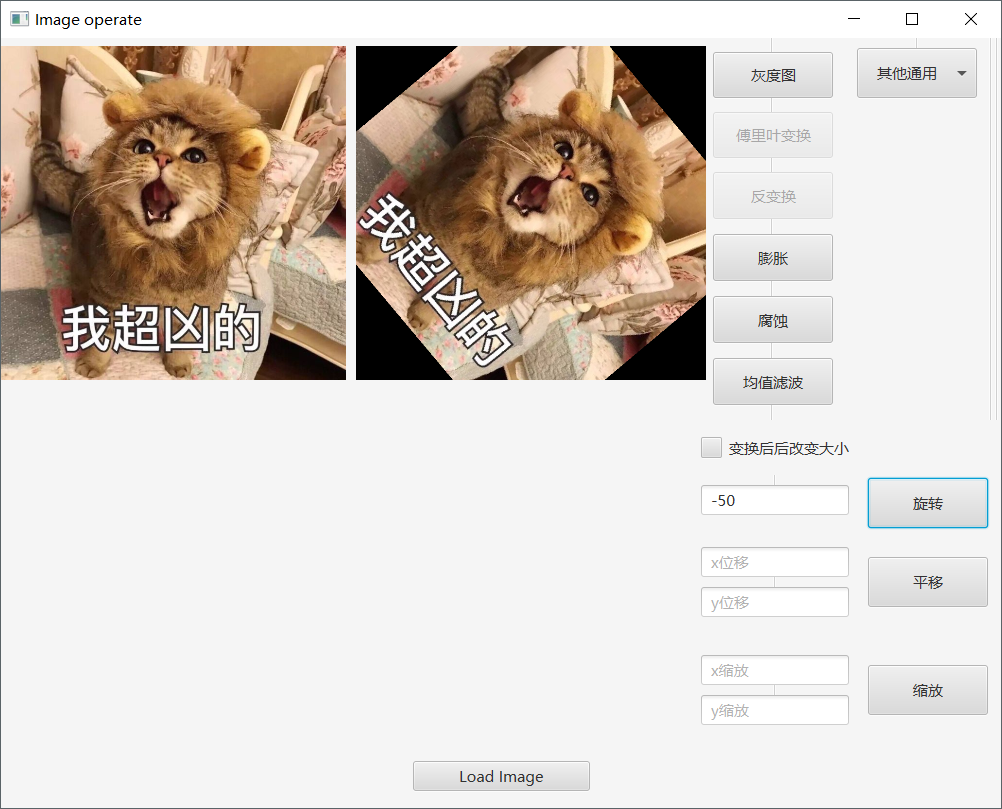 Image operate
我超凶的
我超凶的
灰度图
其他通用
傅里叶变换
反变换
膨胀
腐蚀
均值滤波
变换后后改变大小
-50
旋转
x位移
平移
y位移
x缩放
缩放
y缩放
Load Image